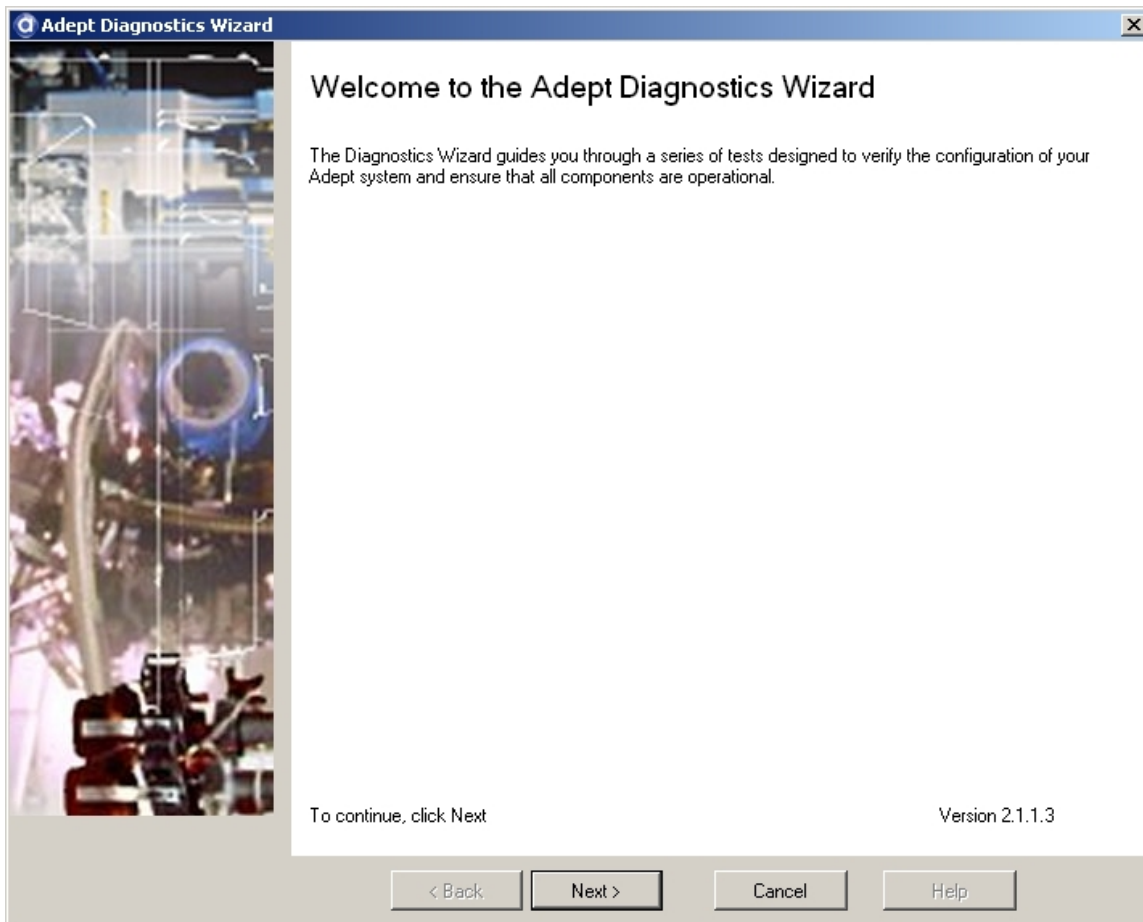 Adept Diagnostics Wizard
Welcome to the Adept Diagnostics Wizard
The Diagnostics Wizard guides you through a series of tests designed to verify the configuration of your
Adept system and ensure that all components are operational.
To continue, click Next
Version 2.1.1.3
< Back
Next >
Cancel
Help